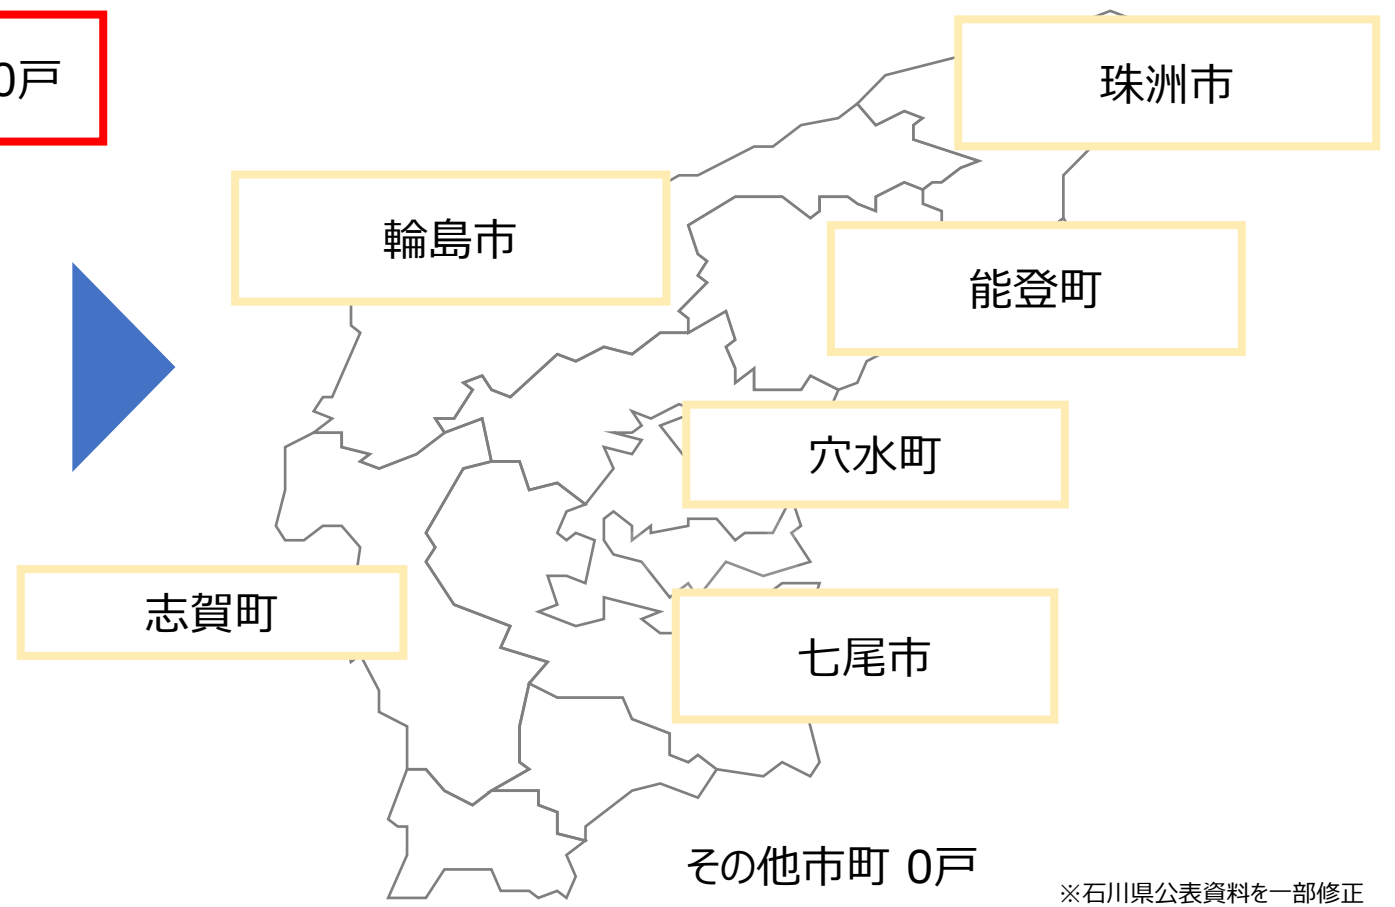 0戸
珠洲市
輪島市
能登町
穴水町
志賀町
七尾市
その他市町 0戸
※石川県公表資料を一部修正